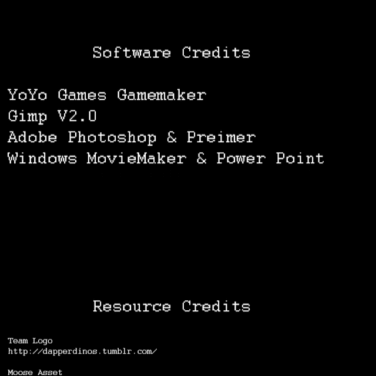 Software Credits
YoYo Games Gamemaker
Gimp V2.0
Adobe Photoshop & Preimer
Windows MovieMaker & Power Point
Resource Credits
Team Logo
http://dapperdinos.tumblr.com/
Moose Asset